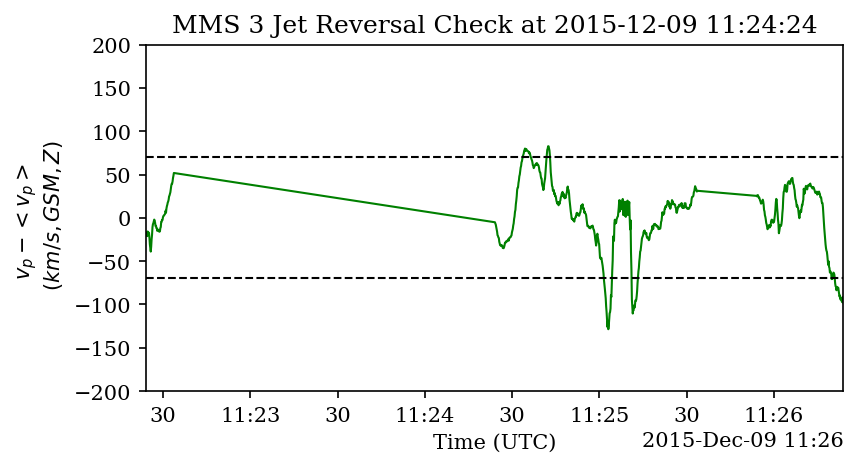 MMS 3 Jet Reversal Check at 2015-12-09 11:24:24
200
150
100
50
0
−50
−100
−150
−200
v_p − < v_p >
(km/s, GSM, Z)
30 11:23 30 11:24 30 11:25 30 11:26
Time (UTC)
2015-Dec-09 11:26